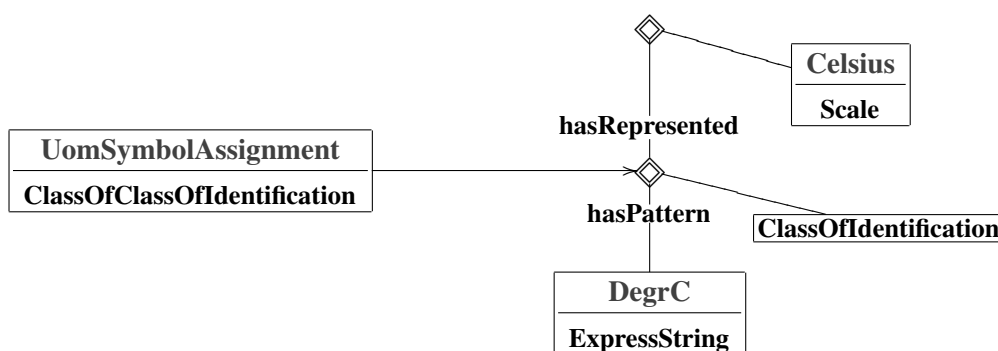 Celsius
Scale
hasRepresented
UomSymbolAssignment
ClassOfClassOfIdentification
hasPattern
ClassOfIdentification
DegrC
ExpressString